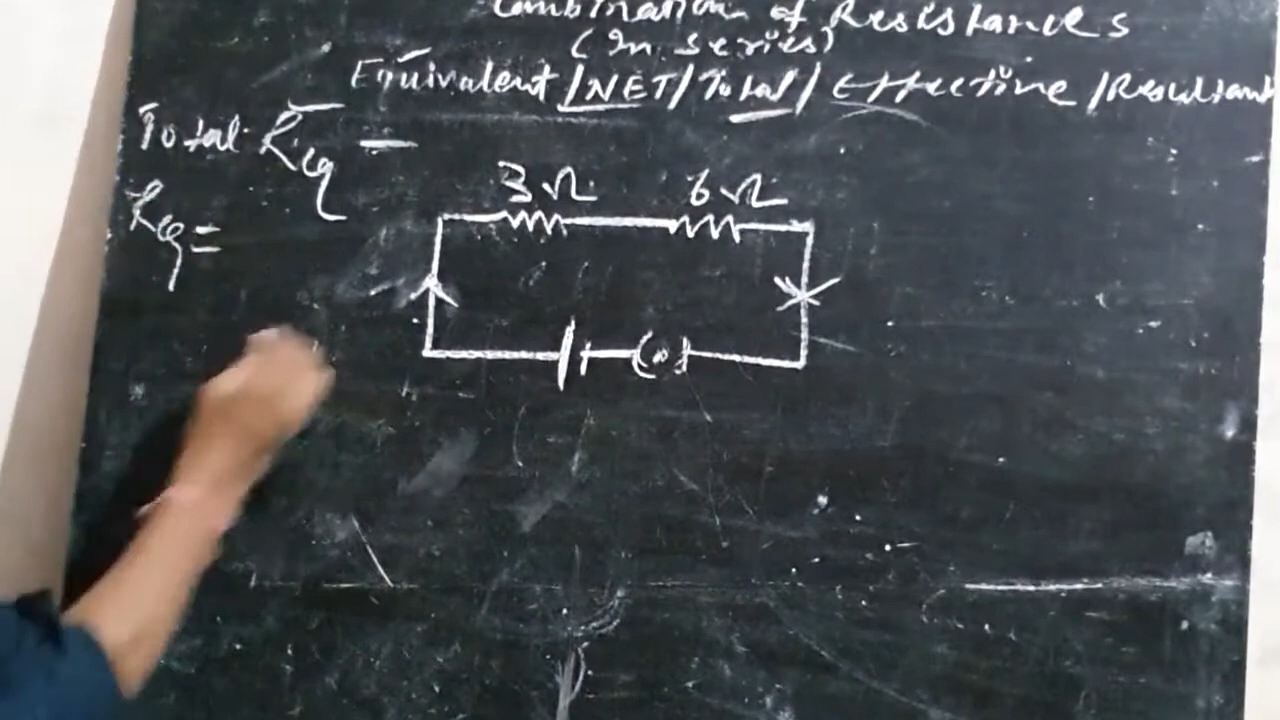 Combination of Resistances
(In series)
Equivalent/NET/Total/Effective/Resultant
Total Req =
Req =
3Ω 6Ω